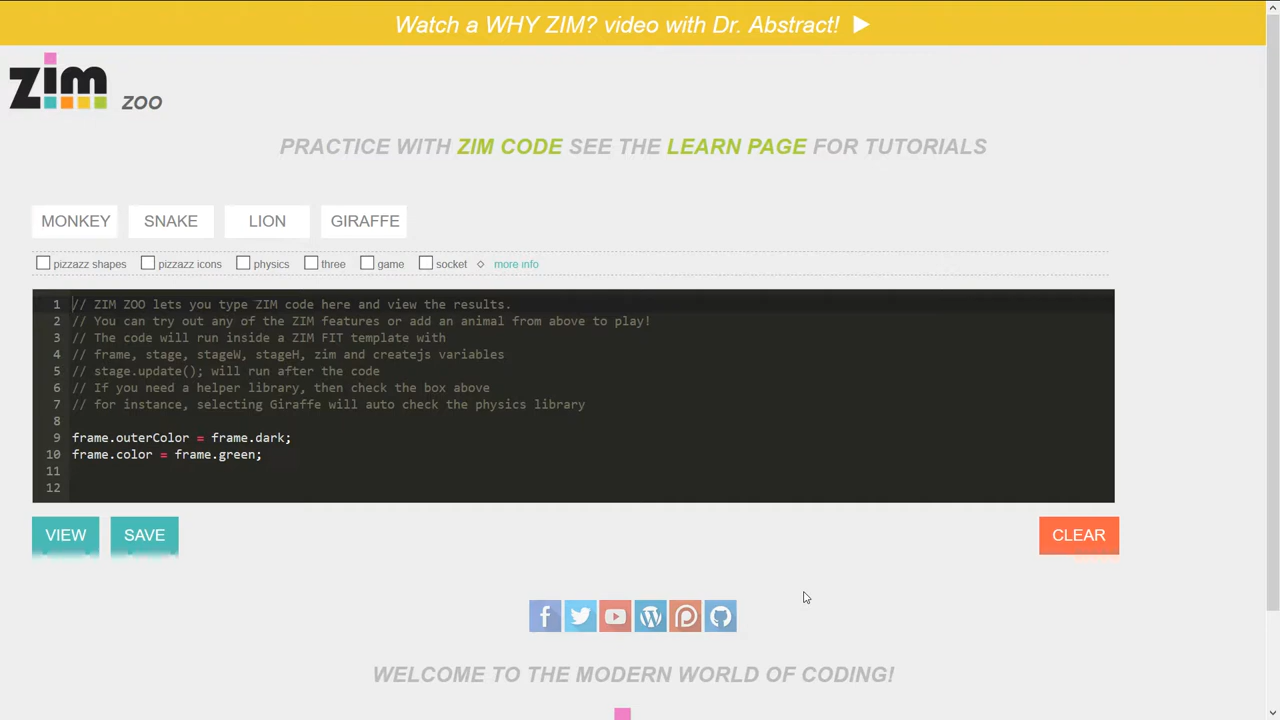 Watch a WHY ZIM? video with Dr. Abstract!
zim ZOO
PRACTICE WITH ZIM CODE SEE THE LEARN PAGE FOR TUTORIALS
MONKEY SNAKE LION GIRAFFE
pizzazz shapes pizzazz icons physics three game socket more info
1 // ZIM ZOO lets you type ZIM code here and view the results.
2 // You can try out any of the ZIM features or add an animal from above to play!
3 // The code will run inside a ZIM FIT template with
4 // frame, stage, stageW, stageH, zim and createjs variables
5 // stage.update(); will run after the code
6 // If you need a helper library, then check the box above
7 // for instance, selecting Giraffe will auto check the physics library
8
9 frame.outerColor = frame.dark;
10 frame.color = frame.green;
11
12
VIEW SAVE CLEAR
WELCOME TO THE MODERN WORLD OF CODING!